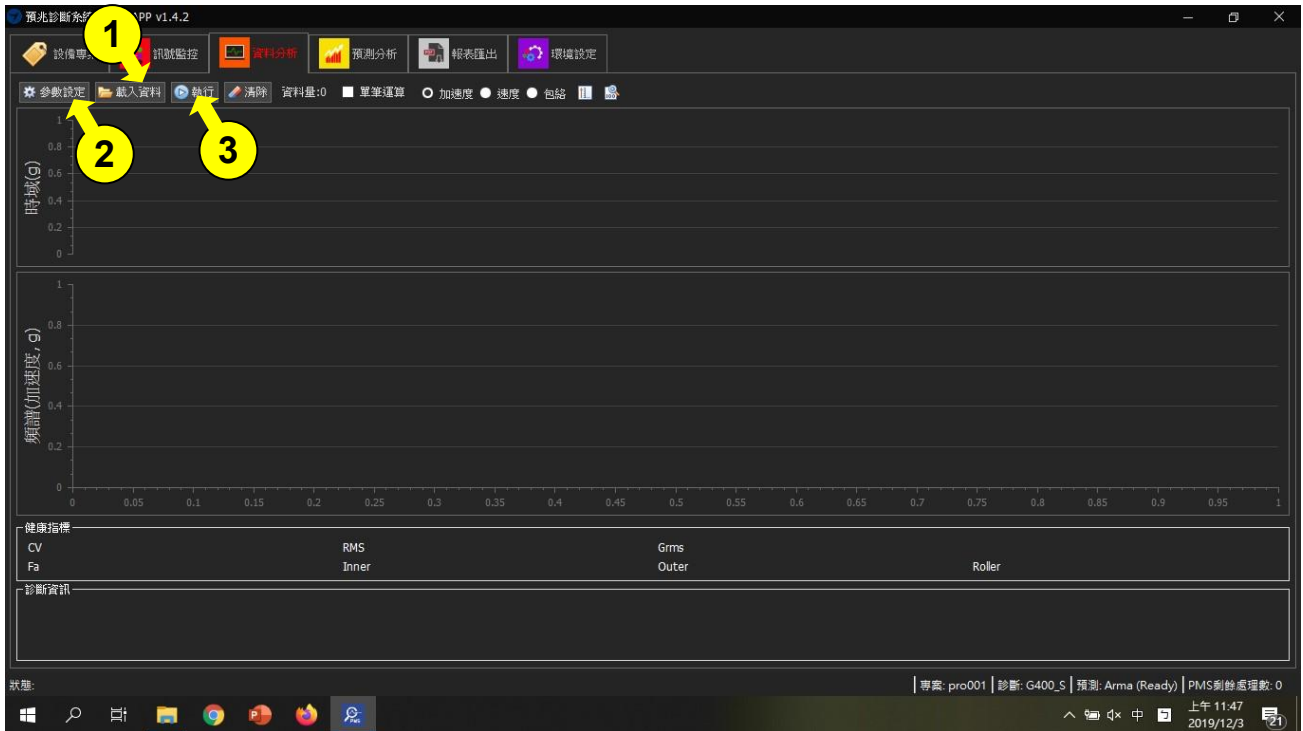 預兆診斷系統 PP v1.4.2
1
設備專 訊號監控 資料分析 預測分析 報表匯出 環境設定
參數設定 載入資料 執行 清除 資料量:0 單筆運算 加速度 速度 包絡
2 3
時域(g)
1
0.8
0.6
0.4
0.2
0
頻譜(加速度, g)
1
0.8
0.6
0.4
0.2
0
0 0.05 0.1 0.15 0.2 0.25 0.3 0.35 0.4 0.45 0.5 0.55 0.6 0.65 0.7 0.75 0.8 0.85 0.9 0.95 1
健康指標
CV RMS Grms
Fa Inner Outer Roller
診斷資訊
狀態: 專案: pro001 診斷: G400_S 預測: Arma (Ready) PMS剩餘處理數: 0
PMS 中 ㄅ 上午 11:47
2019/12/3 21